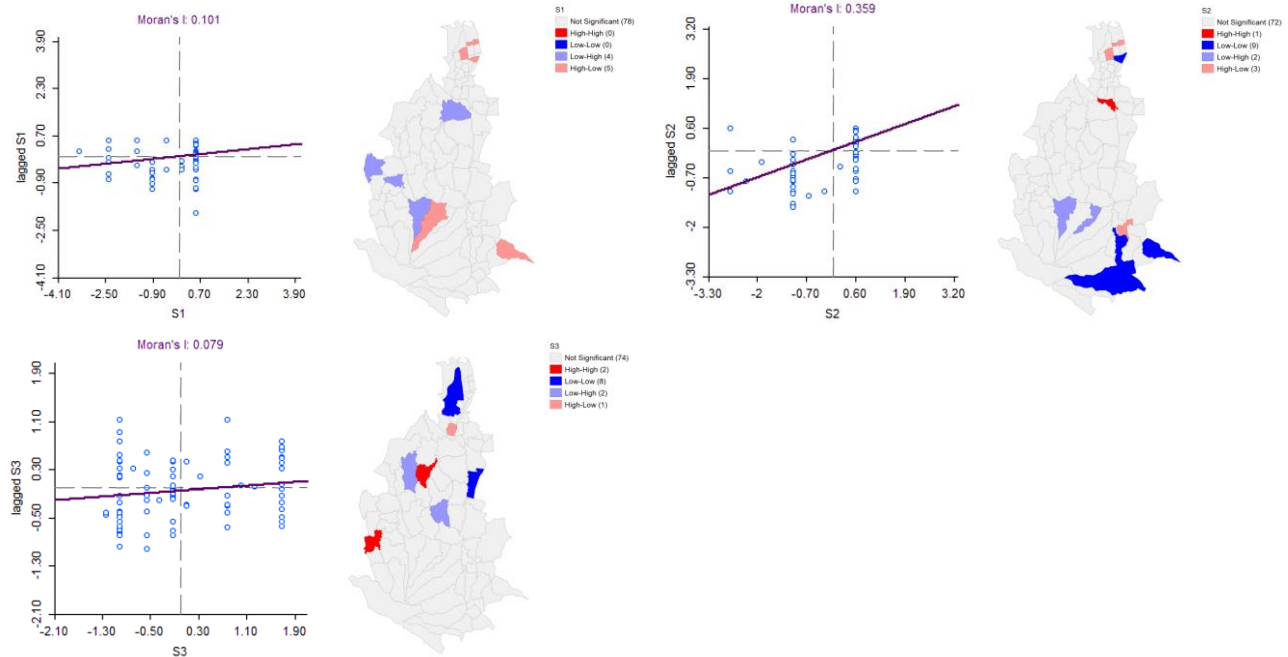 Moran's I: 0.101
3.90
2.30
0.70
-0.90
-2.50
-4.10
lagged S1
-4.10 -2.50 -0.90 0.70 2.30 3.90
S1
S1
Not Significant (78)
High-High (0)
Low-Low (0)
Low-High (4)
High-Low (5)
Moran's I: 0.359
3.20
1.90
0.60
-0.70
-2
-3.30
lagged S2
-3.30 -2 -0.70 0.60 1.90 3.20
S2
S2
Not Significant (72)
High-High (1)
Low-Low (9)
Low-High (2)
High-Low (3)
Moran's I: 0.079
1.90
1.10
0.30
-0.50
-1.30
-2.10
lagged S3
-2.10 -1.30 -0.50 0.30 1.10 1.90
S3
S3
Not Significant (74)
High-High (2)
Low-Low (8)
Low-High (2)
High-Low (1)